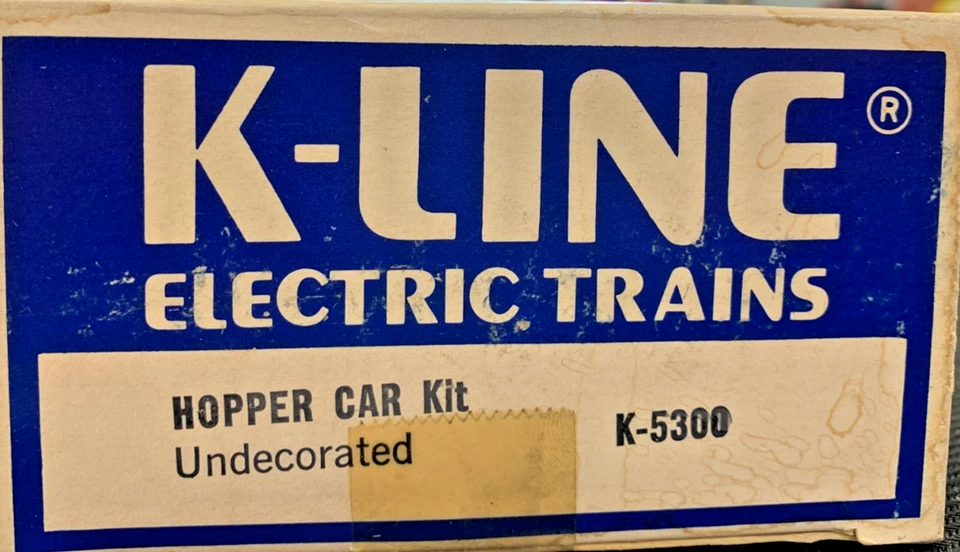 K-LINE®
ELECTRIC TRAINS
HOPPER CAR Kit
Undecorated
K-5300